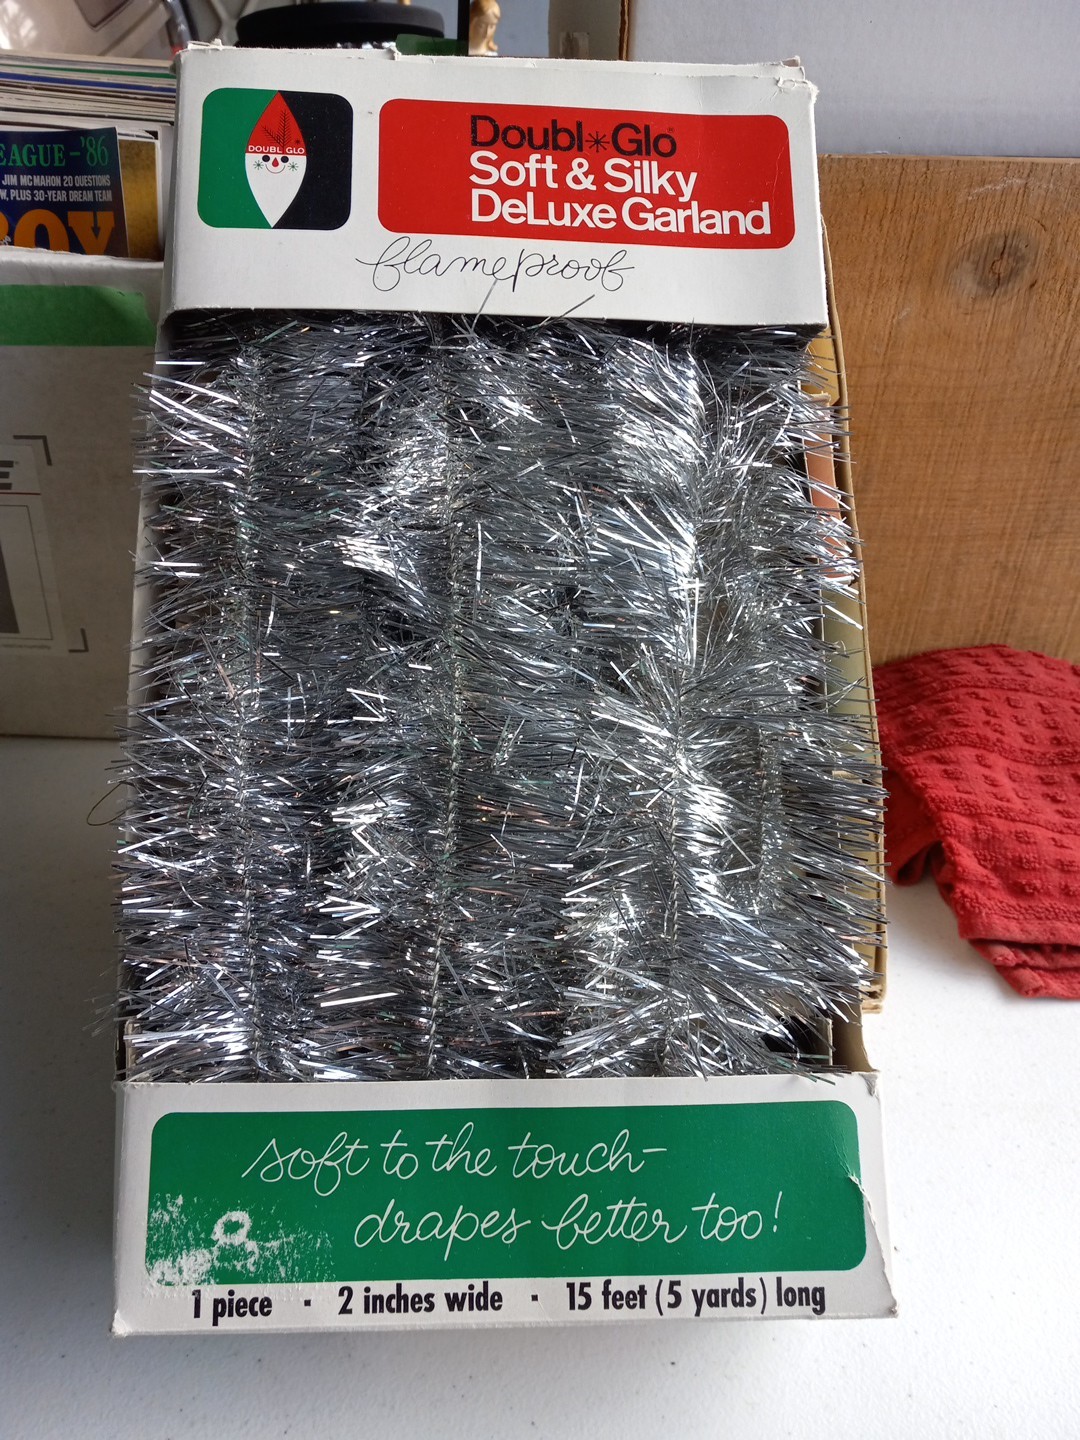 EAGUE-'86
JIM MCMAHON 20 QUESTIONS
W, PLUS 30-YEAR DREAM TEAM
OY
DOUBL GLO
Doubl*Glo®
Soft & Silky
DeLuxe Garland
flameproof
E
soft to the touch-
drapes better too!
1 piece · 2 inches wide · 15 feet (5 yards) long